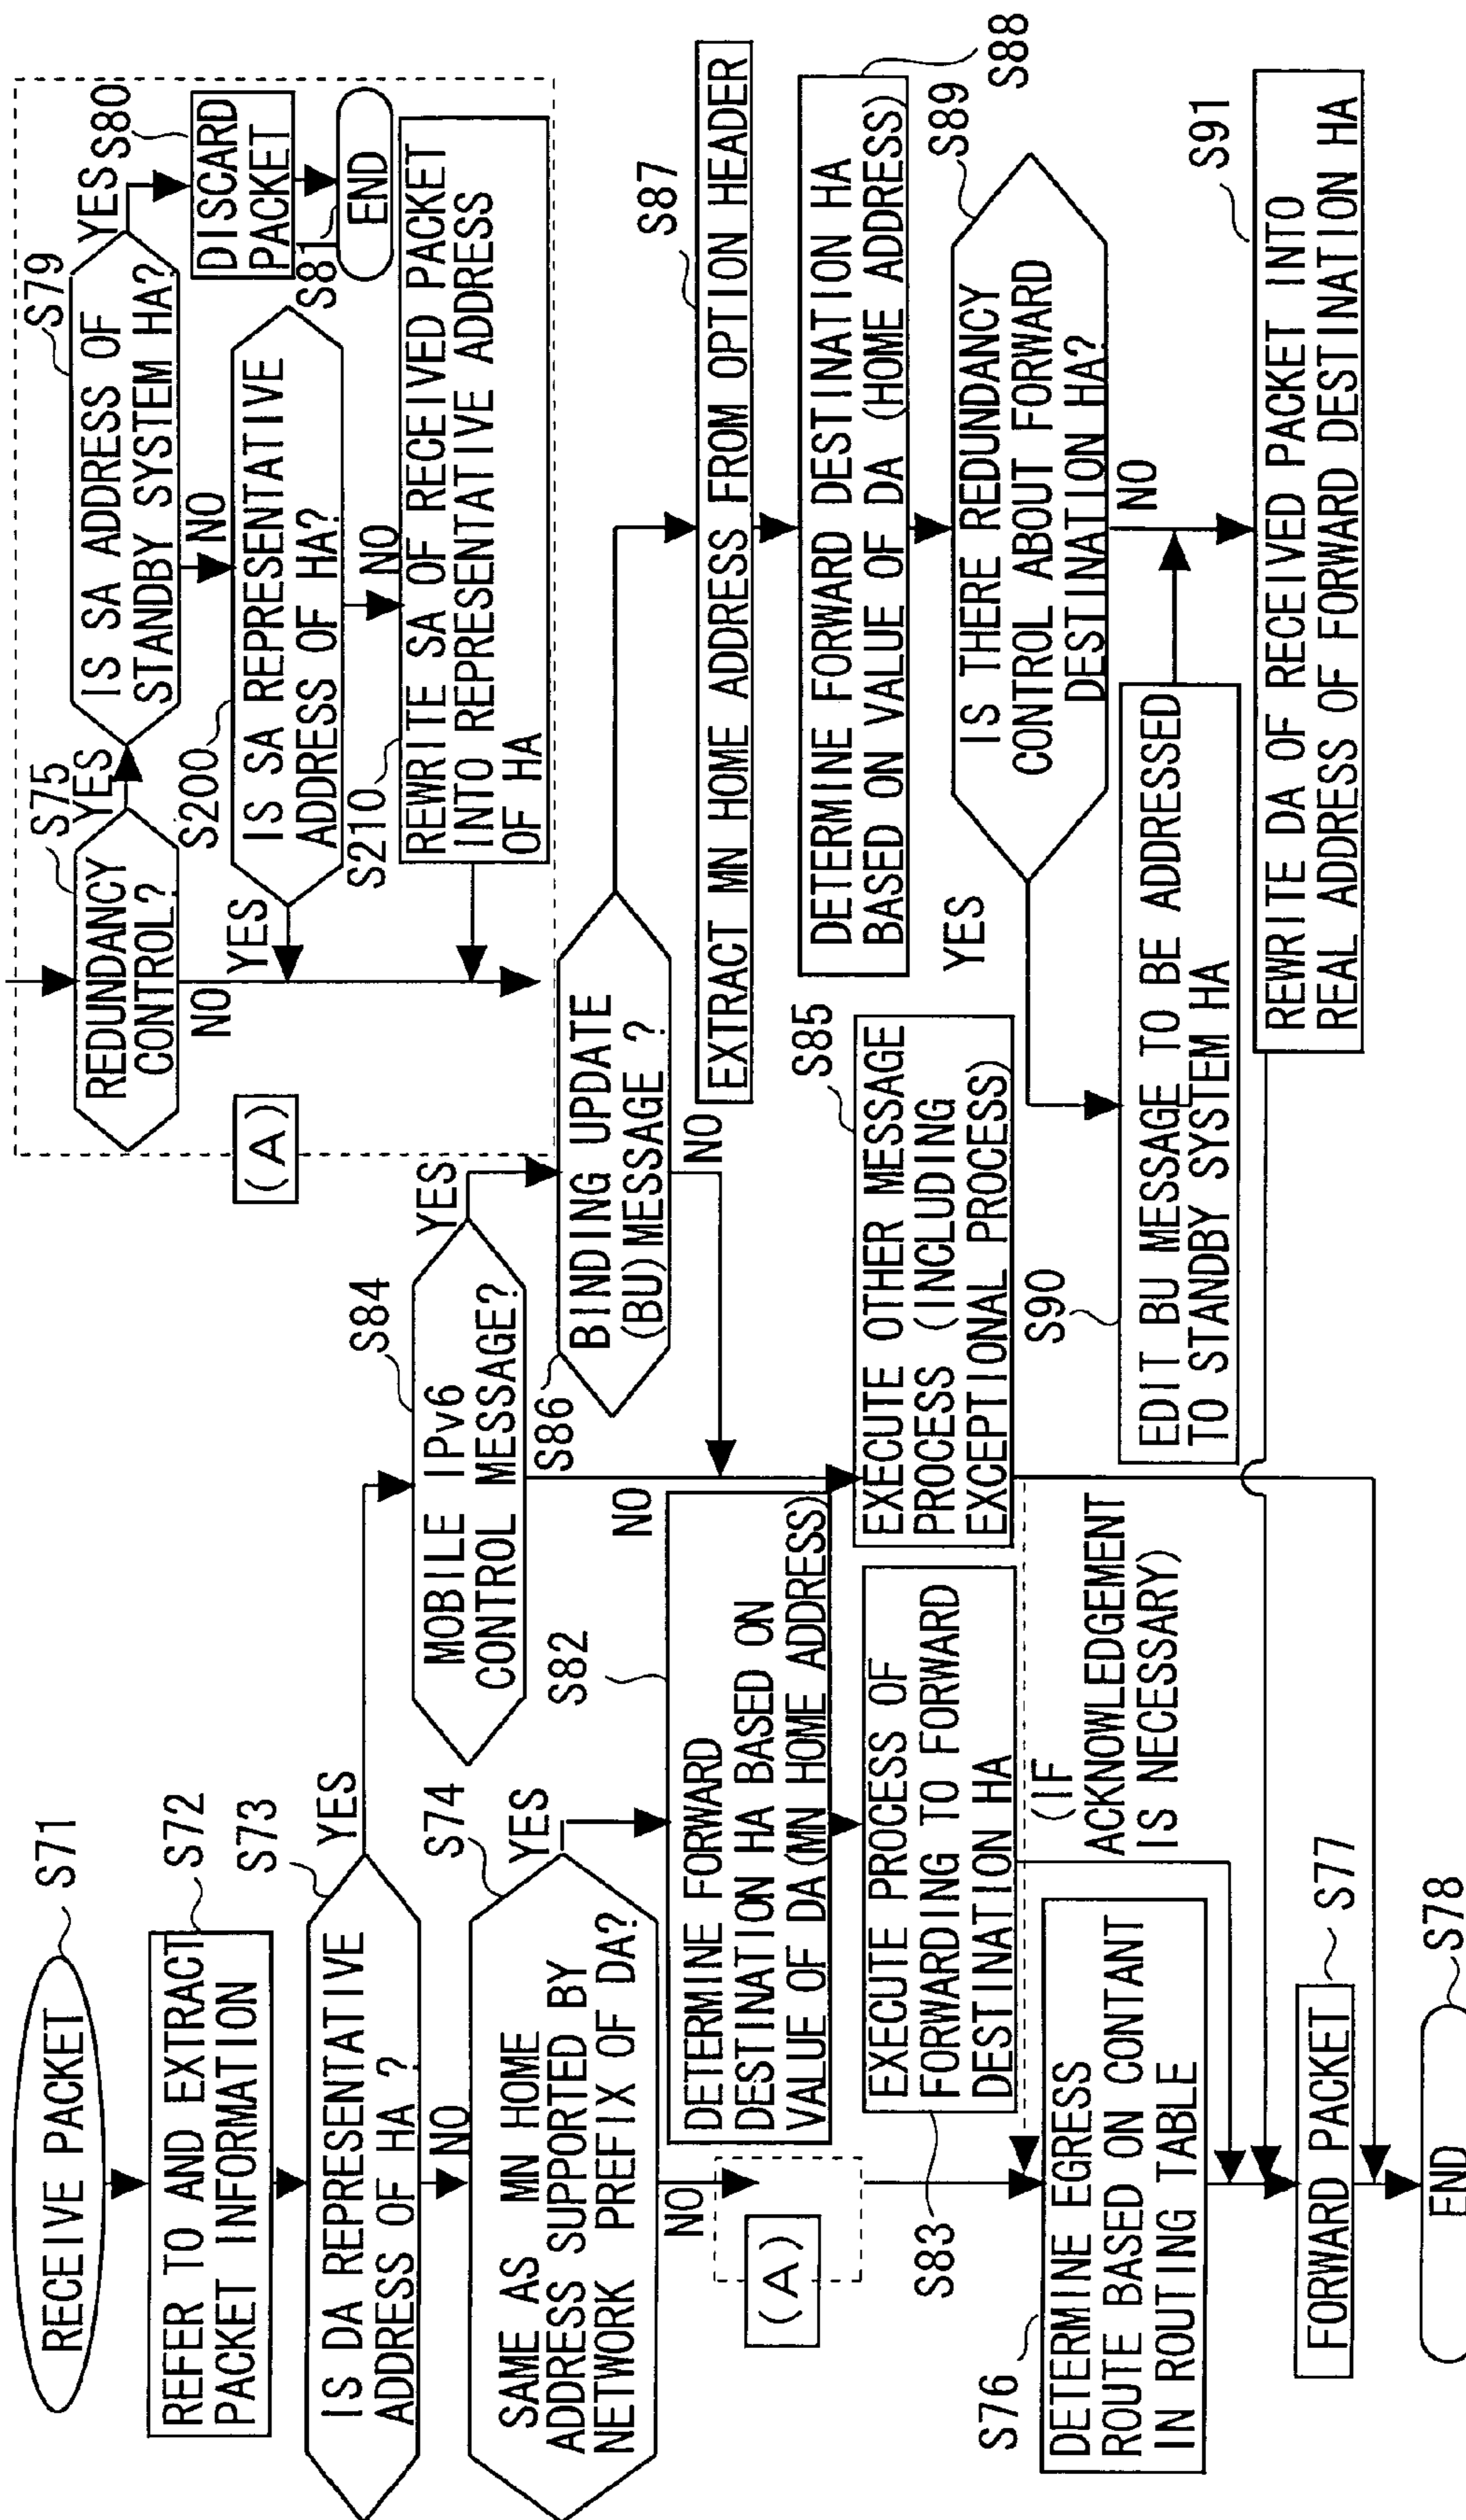 RECEIVE PACKET
S71
REFER TO AND EXTRACT
PACKET INFORMATION
S72
IS DA REPRESENTATIVE
ADDRESS OF HA ?
S73
YES
NO
SAME AS MN HOME
ADDRESS SUPPORTED BY
NETWORK PREFIX OF DA?
S74
YES
NO
(A)
DETERMINE FORWARD
DESTINATION HA BASED ON
VALUE OF DA(MN HOME ADDRESS)
S82
EXECUTE PROCESS OF
FORWARDING TO FORWARD
DESTINATION HA
S83
(IF
ACKNOWLEDGEMENT
IS NECESSARY)
S76
DETERMINE EGRESS
ROUTE BASED ON CONTANT
IN ROUTING TABLE
FORWARD PACKET
S77
END
S78
MOBILE IPv6
CONTROL MESSAGE?
S84
YES
NO
S86
BINDING UPDATE
(BU)MESSAGE ?
NO
EXECUTE OTHER MESSAGE
PROCESS (INCLUDING
EXCEPTIONAL PROCESS)
S85
(A)
REDUNDANCY
CONTROL?
S75
YES
NO
IS SA ADDRESS OF
STANDBY SYSTEM HA?
S79
YES
NO
DISCARD
PACKET
S80
END
S81
IS SA REPRESENTATIVE
ADDRESS OF HA?
S200
YES
NO
REWRITE SA OF RECEIVED PACKET
INTO REPRESENTATIVE ADDRESS
OF HA
S210
EXTRACT MN HOME ADDRESS FROM OPTION HEADER
S87
DETERMINE FORWARD DESTINATION HA
BASED ON VALUE OF DA (HOME ADDRESS)
S88
IS THERE REDUNDANCY
CONTROL ABOUT FORWARD
DESTINATION HA?
S89
YES
NO
EDIT BU MESSAGE TO BE ADDRESSED
TO STANDBY SYSTEM HA
S90
REWRITE DA OF RECEIVED PACKET INTO
REAL ADDRESS OF FORWARD DESTINATION HA
S91